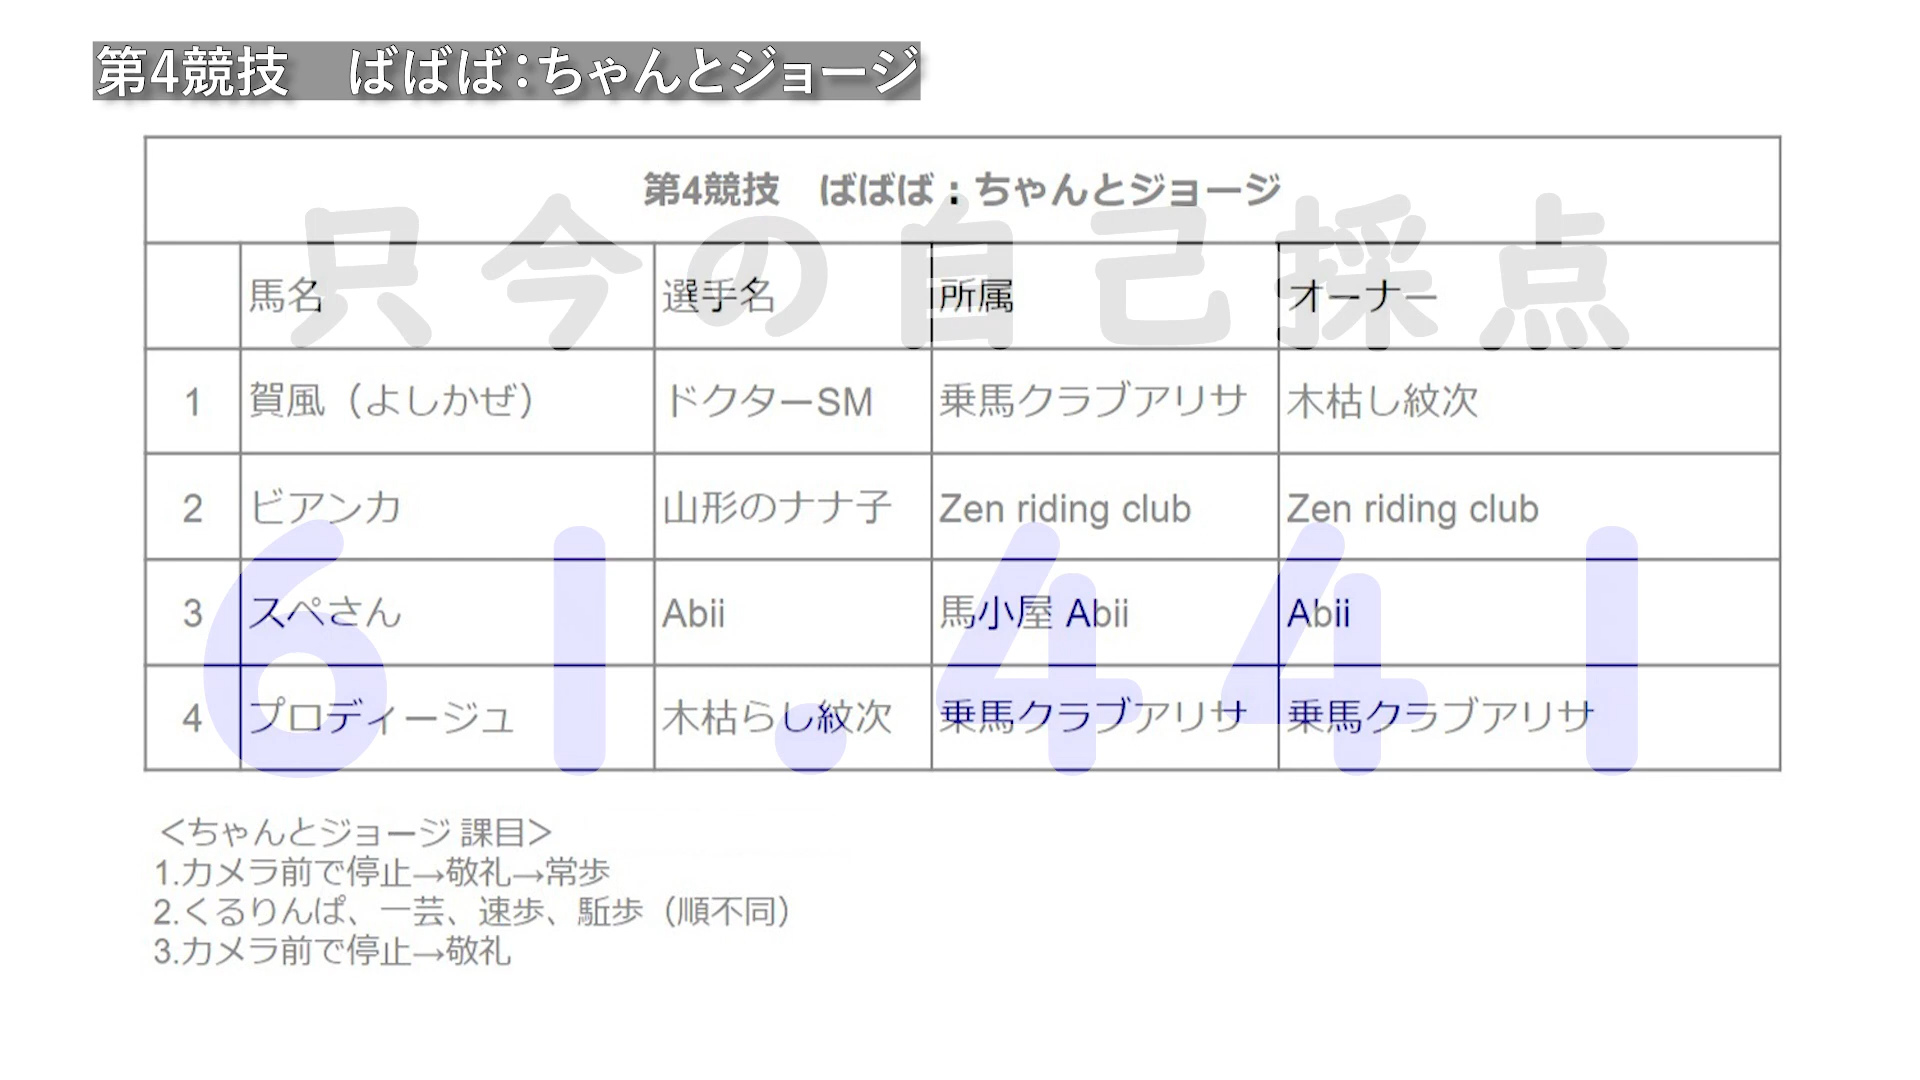 第4競技　ばばば：ちゃんとジョージ
第4競技　ばばば：ちゃんとジョージ
只今の自己採点
馬名 選手名 所属 オーナー
1 賀風（よしかぜ） ドクターSM 乗馬クラブアリサ 木枯し紋次
2 ビアンカ 山形のナナ子 Zen riding club Zen riding club
3 スペさん Abii 馬小屋 Abii Abii
4 プロディージュ 木枯らし紋次 乗馬クラブアリサ 乗馬クラブアリサ
61.441
＜ちゃんとジョージ 課目＞
1.カメラ前で停止→敬礼→常歩
2.くるりんぱ、一芸、速歩、駈歩（順不同）
3.カメラ前で停止→敬礼